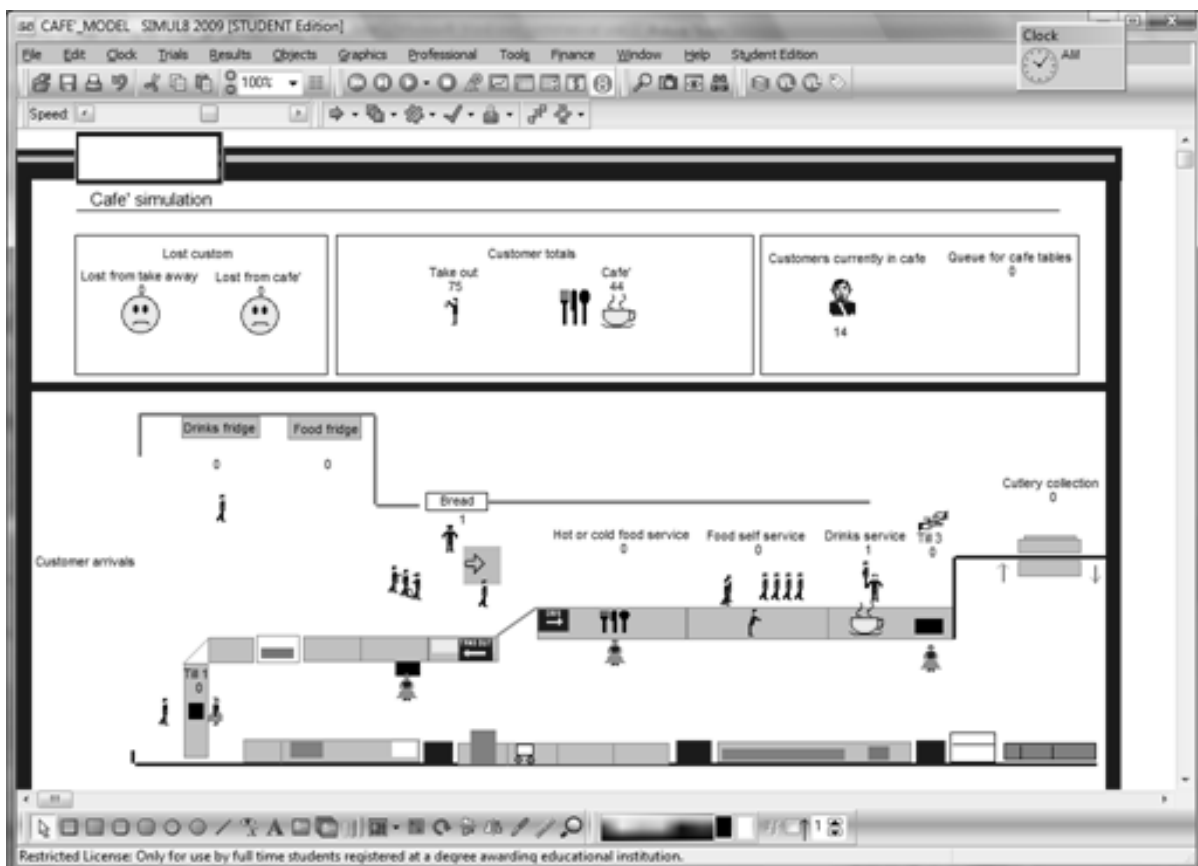 CAFE'_MODEL SIMUL8 2009 [STUDENT Edition]
File Edit Clock Trials Results Objects Graphics Professional Tools Finance Window Help Student Edition
Clock
AM
100%
Speed:
Cafe' simulation
Lost custom
Lost from take away
0
Lost from cafe'
0
Customer totals
Take out
75
Cafe'
44
Customers currently in cafe
14
Queue for cafe tables
0
Drinks fridge
0
Food fridge
0
Bread
1
Cutlery collection
0
Hot or cold food service
0
Food self service
0
Drinks service
1
Till 3
0
Customer arrivals
Till 1
0
1
Restricted License: Only for use by full time students registered at a degree awarding educational institution.